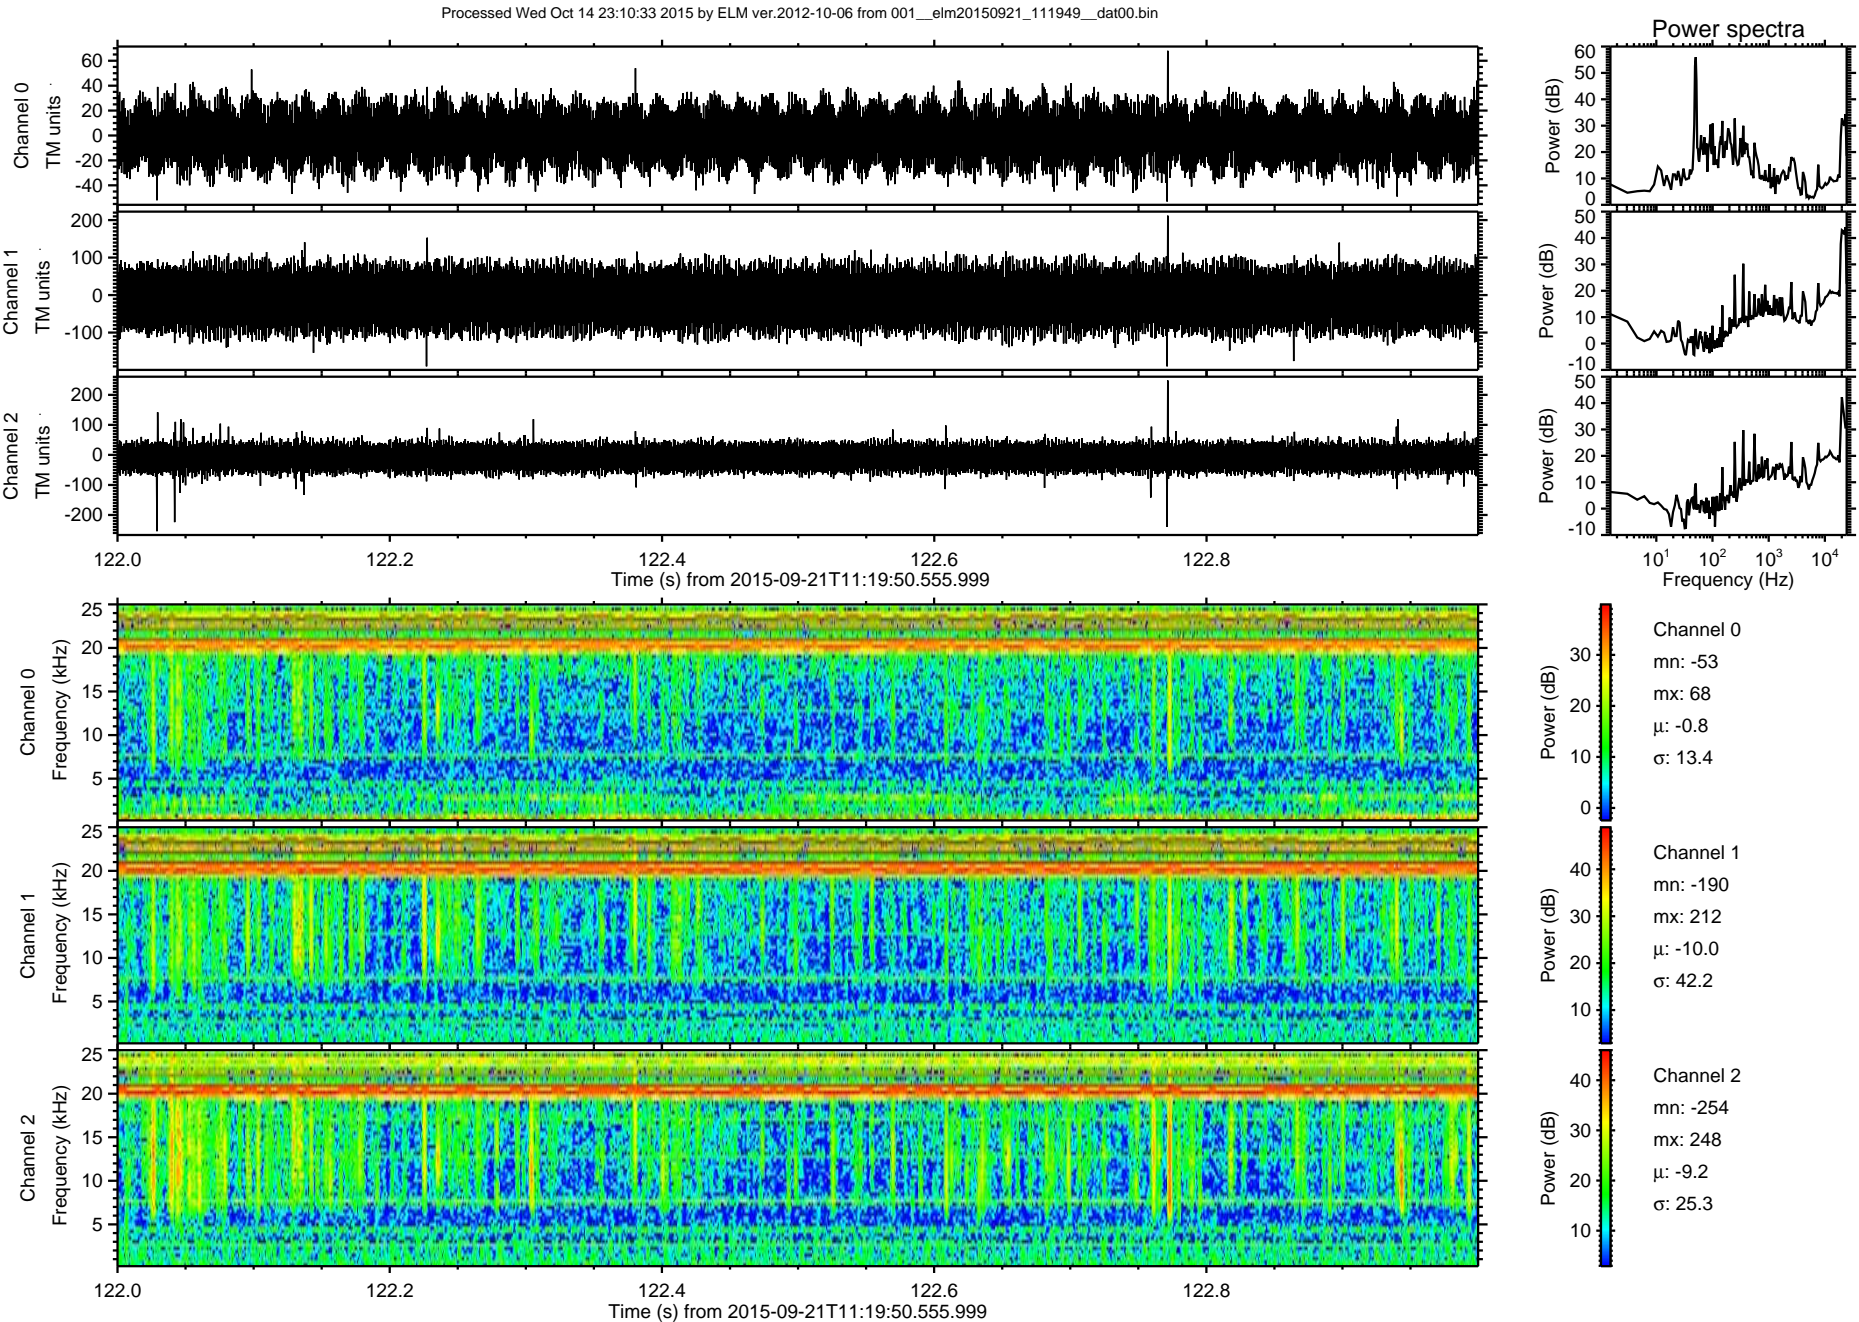 Processed Wed Oct 14 23:10:33 2015 by ELM ver.2012-10-06 from 001__elm20150921_111949__dat00.bin
Power spectra
Channel 0
TM units
60
40
20
0
-20
-40
Power (dB)
60
50
40
30
20
10
0
Channel 1
TM units
200
100
0
-100
Power (dB)
50
40
30
20
10
0
-10
Channel 2
TM units
200
100
0
-100
-200
Power (dB)
50
40
30
20
10
0
-10
122.0 122.2 122.4 122.6 122.8
Time (s) from 2015-09-21T11:19:50.555.999
10¹ 10² 10³ 10⁴
Frequency (Hz)
Channel 0
Frequency (kHz)
25
20
15
10
5
Power (dB)
30
20
10
0
Channel 0
mn: -53
mx: 68
μ: -0.8
σ: 13.4
Channel 1
Frequency (kHz)
25
20
15
10
5
Power (dB)
40
30
20
10
Channel 1
mn: -190
mx: 212
μ: -10.0
σ: 42.2
Channel 2
Frequency (kHz)
25
20
15
10
5
Power (dB)
40
30
20
10
Channel 2
mn: -254
mx: 248
μ: -9.2
σ: 25.3
122.0 122.2 122.4 122.6 122.8
Time (s) from 2015-09-21T11:19:50.555.999